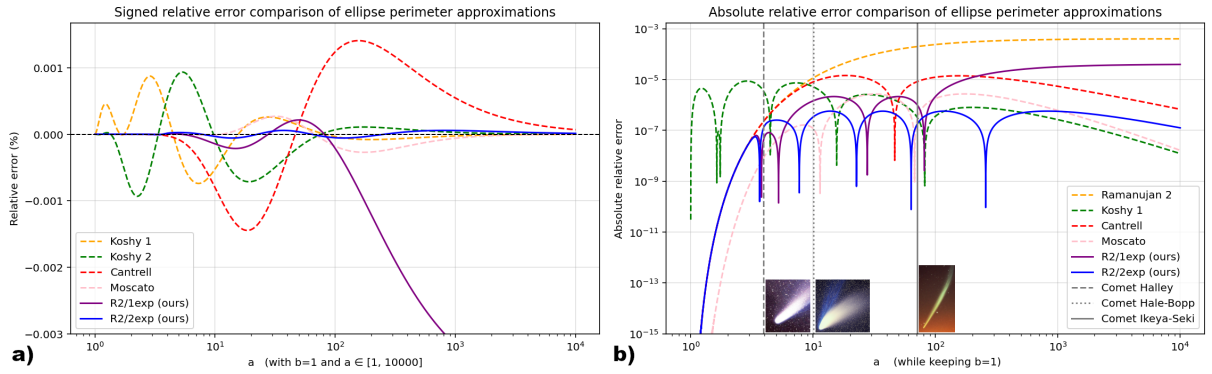 Signed relative error comparison of ellipse perimeter approximations
Relative error (%)
0.001
0.000
−0.001
−0.002
−0.003
Koshy 1
Koshy 2
Cantrell
Moscato
R2/1exp (ours)
R2/2exp (ours)
10⁰
10¹
10²
10³
10⁴
a (with b=1 and a ∈ [1, 10000]
a)
Absolute relative error comparison of ellipse perimeter approximations
Absolute relative error
10⁻³
10⁻⁵
10⁻⁷
10⁻⁹
10⁻¹¹
10⁻¹³
10⁻¹⁵
Ramanujan 2
Koshy 1
Cantrell
Moscato
R2/1exp (ours)
R2/2exp (ours)
Comet Halley
Comet Hale-Bopp
Comet Ikeya-Seki
10⁰
10¹
10²
10³
10⁴
a (while keeping b=1)
b)